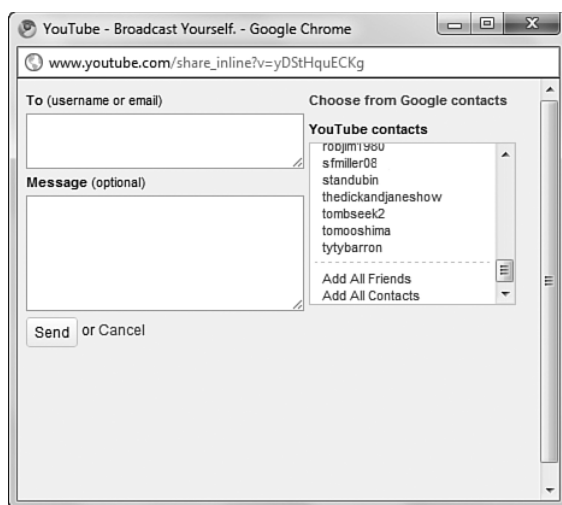 YouTube - Broadcast Yourself. - Google Chrome
www.youtube.com/share_inline?v=yDStHquECKg
To (username or email)
Message (optional)
Send or Cancel
Choose from Google contacts
YouTube contacts
robjim1980
sfmiller08
standubin
thedickandjaneshow
tombseek2
tomooshima
tytybarron
Add All Friends
Add All Contacts